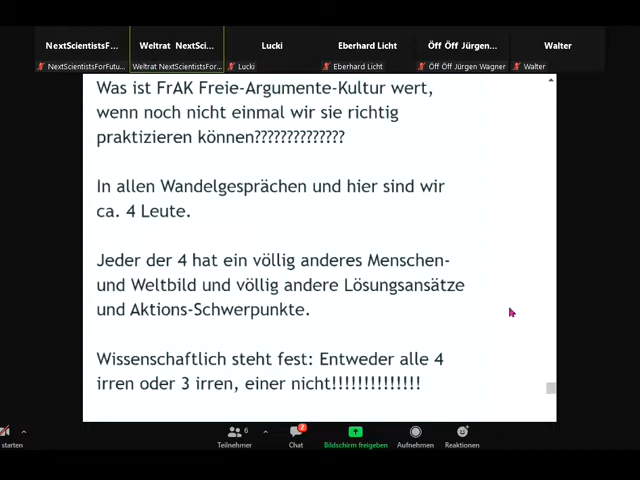 NextScientistsF...
Weltrat NextSci...
Lucki
Eberhard Licht
Öff Öff Jürgen...
Walter
NextScientistsForFutu...
Weltrat NextScientistsFor...
Lucki
Eberhard Licht
Öff Öff Jürgen Wagner
Walter
Was ist FrAK Freie-Argumente-Kultur wert,
wenn noch nicht einmal wir sie richtig
praktizieren können??????????????
In allen Wandelgesprächen und hier sind wir
ca. 4 Leute.
Jeder der 4 hat ein völlig anderes Menschen-
und Weltbild und völlig andere Lösungsansätze
und Aktions-Schwerpunkte.
Wissenschaftlich steht fest: Entweder alle 4
irren oder 3 irren, einer nicht!!!!!!!!!!!!!!
starten
6
Teilnehmer
2
Chat
Bildschirm freigeben
Aufnehmen
Reaktionen